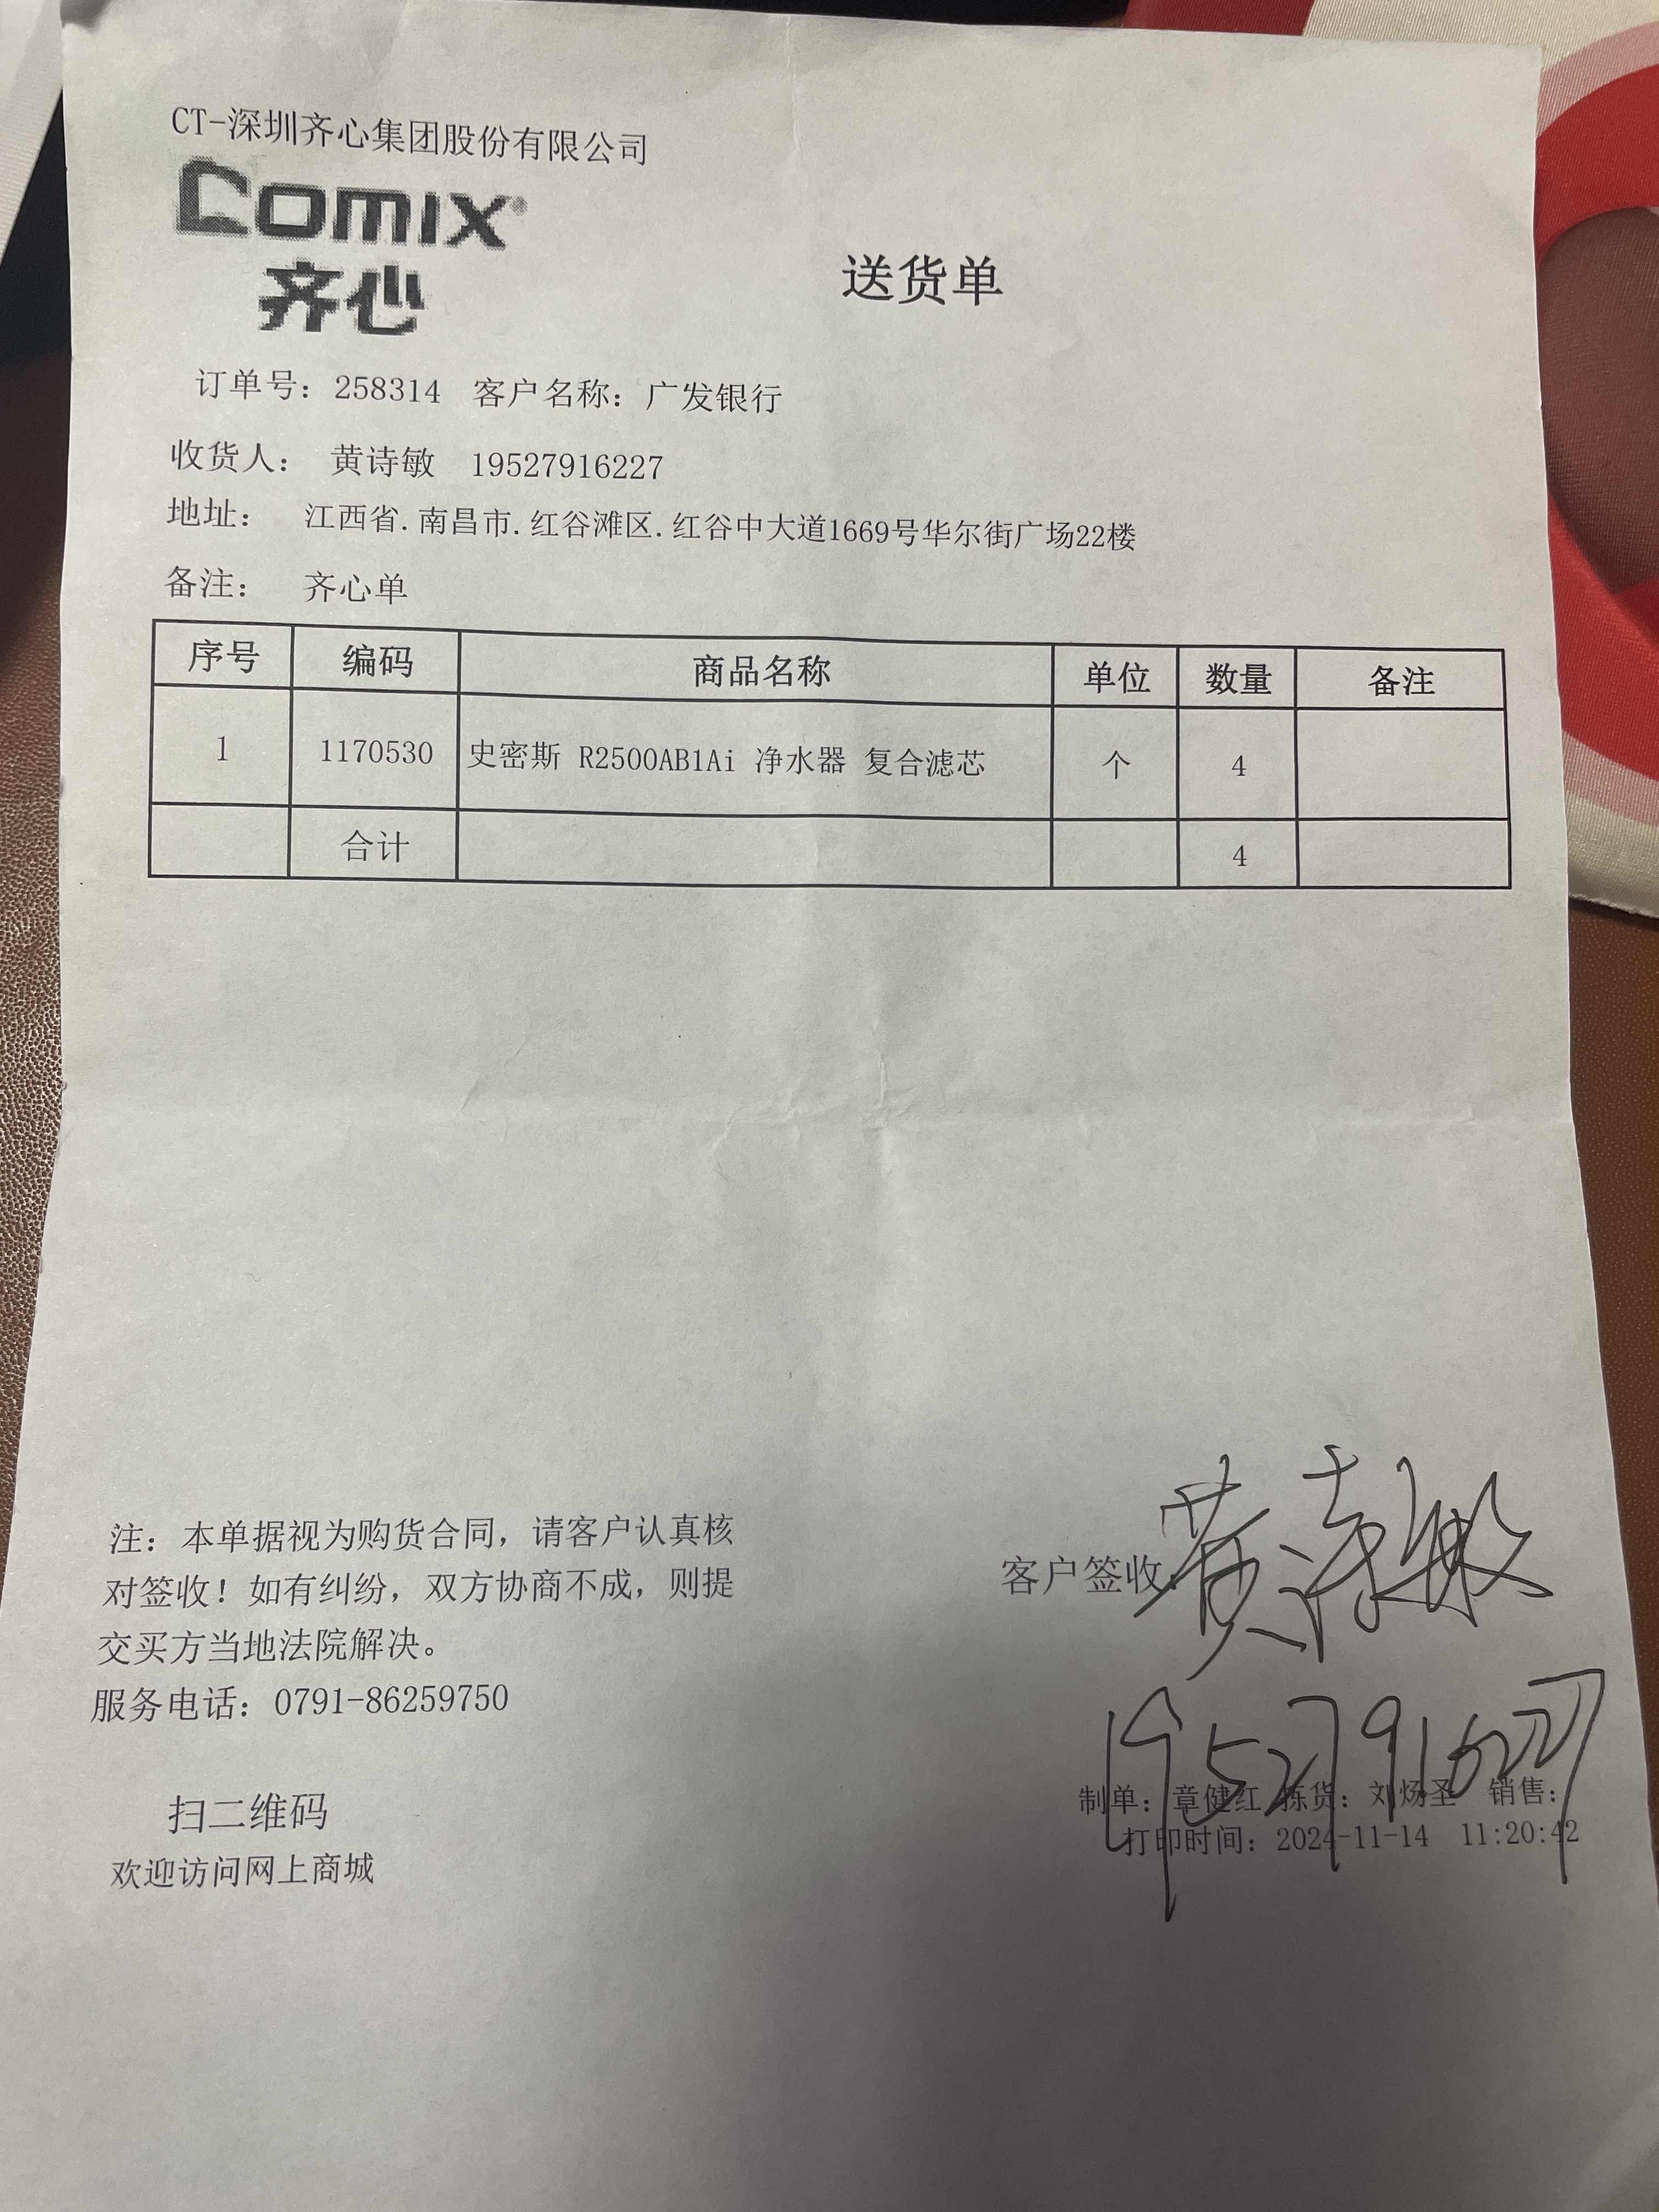 CT-深圳齐心集团股份有限公司
COMIX®
齐心
送货单
订单号：258314 客户名称：广发银行
收货人： 黄诗敏 19527916227
地址： 江西省.南昌市.红谷滩区.红谷中大道1669号华尔街广场22楼
备注： 齐心单
序号 编码 商品名称 单位 数量 备注
1 1170530 史密斯 R2500AB1Ai 净水器 复合滤芯 个 4
合计 4
注：本单据视为购货合同，请客户认真核
对签收！如有纠纷，双方协商不成，则提
交买方当地法院解决。
服务电话：0791-86259750
客户签收：黄诗敏
19527916227
制单：章健红 拣货：刘炀圣 销售：
打印时间：2024-11-14 11:20:42
扫二维码
欢迎访问网上商城